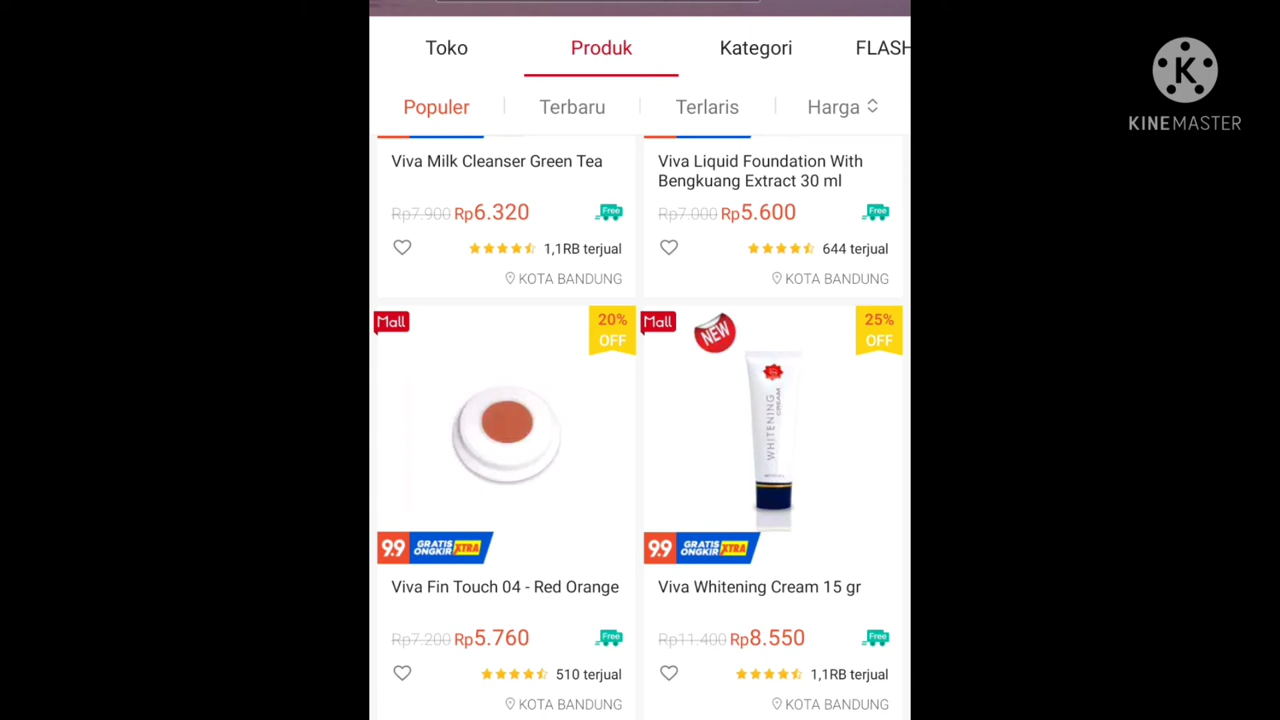 Toko
Produk
Kategori
FLASH
Populer
Terbaru
Terlaris
Harga
KINEMASTER
Viva Milk Cleanser Green Tea
Rp7.900 Rp6.320
Free
1,1RB terjual
KOTA BANDUNG
Viva Liquid Foundation With
Bengkuang Extract 30 ml
Rp7.000 Rp5.600
Free
644 terjual
KOTA BANDUNG
Mall
20%
OFF
9.9 GRATIS
ONGKIR XTRA
Viva Fin Touch 04 - Red Orange
Rp7.200 Rp5.760
Free
510 terjual
KOTA BANDUNG
Mall
NEW
25%
OFF
WHITENING
CREAM
9.9 GRATIS
ONGKIR XTRA
Viva Whitening Cream 15 gr
Rp11.400 Rp8.550
Free
1,1RB terjual
KOTA BANDUNG